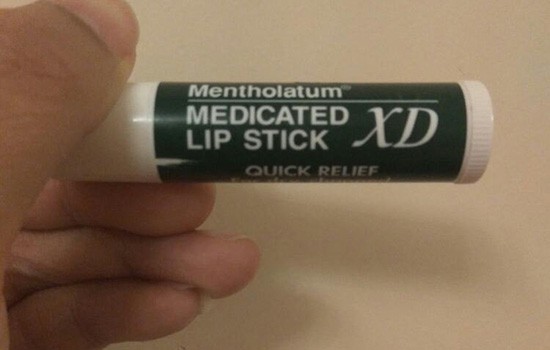 Mentholatum®
MEDICATED
LIP STICK XD
QUICK RELIEF